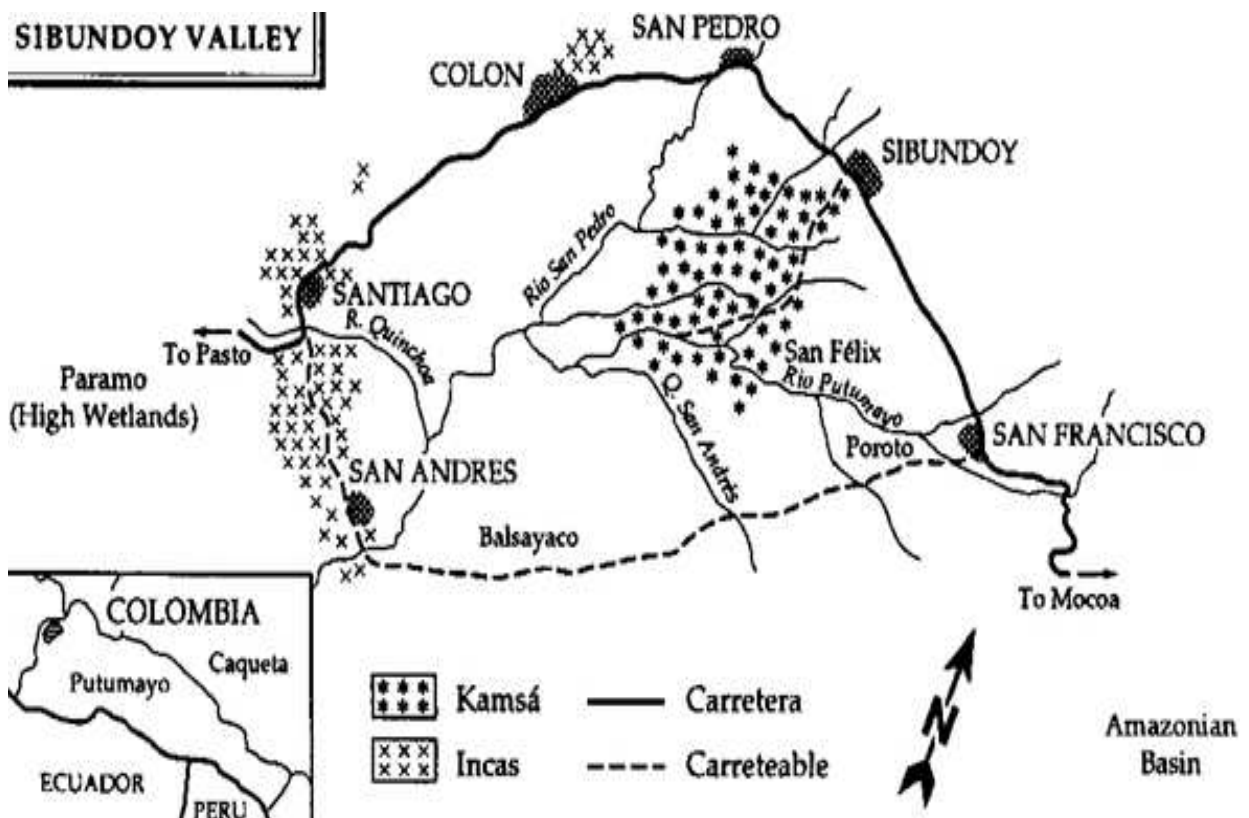 SIBUNDOY VALLEY
SAN PEDRO
COLON
SIBUNDOY
Rio San Pedro
SANTIAGO
R. Quinchoa
To Pasto
Paramo
(High Wetlands)
San Félix
Rio Putumayo
Q. San Andrés
Poroto
SAN FRANCISCO
SAN ANDRES
Balsayaco
To Mocoa
COLOMBIA
Caqueta
Putumayo
ECUADOR
PERU
Kamsá
Carretera
Incas
Carreteable
N
Amazonian
Basin